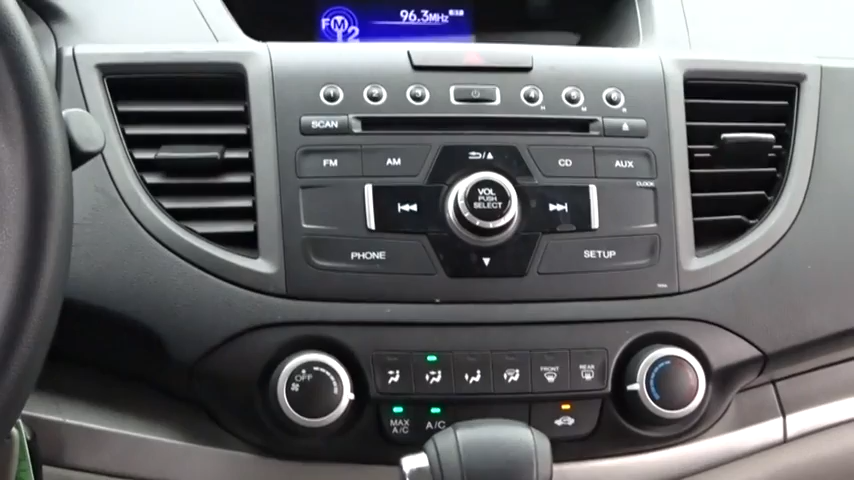 FM 96.3MHz
2
1 2 3 4 5 6
SCAN
FM AM CD AUX
CLOCK
VOL
PUSH
SELECT
PHONE SETUP
OFF
FRONT REAR
MAX
A/C A/C